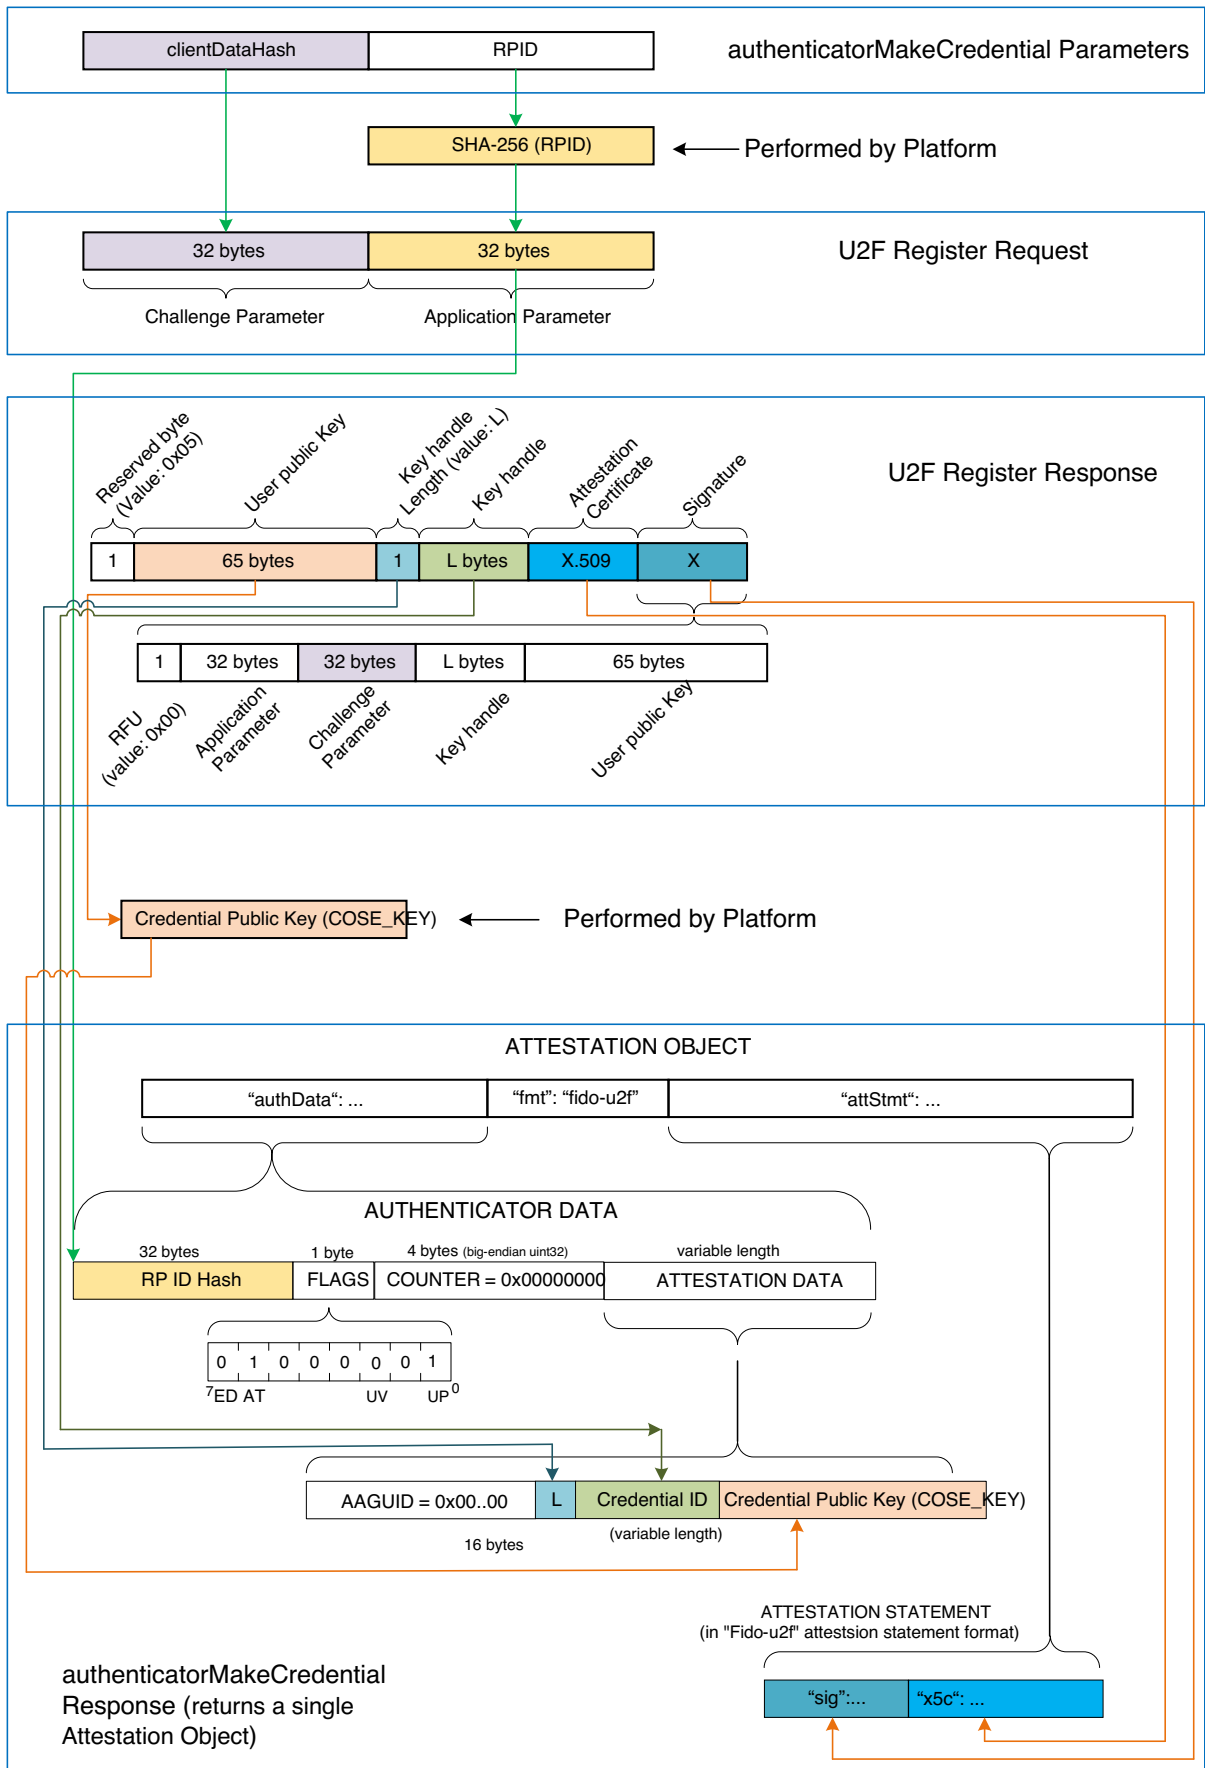 clientDataHash
RPID
authenticatorMakeCredential Parameters
SHA-256 (RPID)
Performed by Platform
32 bytes
32 bytes
U2F Register Request
Challenge Parameter
Application Parameter
Reserved byte
(Value: 0x05)
User public Key
Key handle
Length (value: L)
Key handle
Attestation
Certificate
Signature
U2F Register Response
1
65 bytes
1
L bytes
X.509
X
1
32 bytes
32 bytes
L bytes
65 bytes
RFU
(value: 0x00)
Application
Parameter
Challenge
Parameter
Key handle
User public Key
Credential Public Key (COSE_KEY)
Performed by Platform
ATTESTATION OBJECT
“authData“: ...
“fmt”: “fido-u2f”
“attStmt“: ...
AUTHENTICATOR DATA
32 bytes
1 byte
4 bytes (big-endian uint32)
variable length
RP ID Hash
FLAGS
COUNTER = 0x00000000
ATTESTATION DATA
0 1 0 0 0 0 0 1
7 ED AT UV UP 0
AAGUID = 0x00..00
L
Credential ID
Credential Public Key (COSE_KEY)
16 bytes
(variable length)
ATTESTATION STATEMENT
(in "Fido-u2f" attestsion statement format)
“sig”:...
“x5c“: ...
authenticatorMakeCredential
Response (returns a single
Attestation Object)